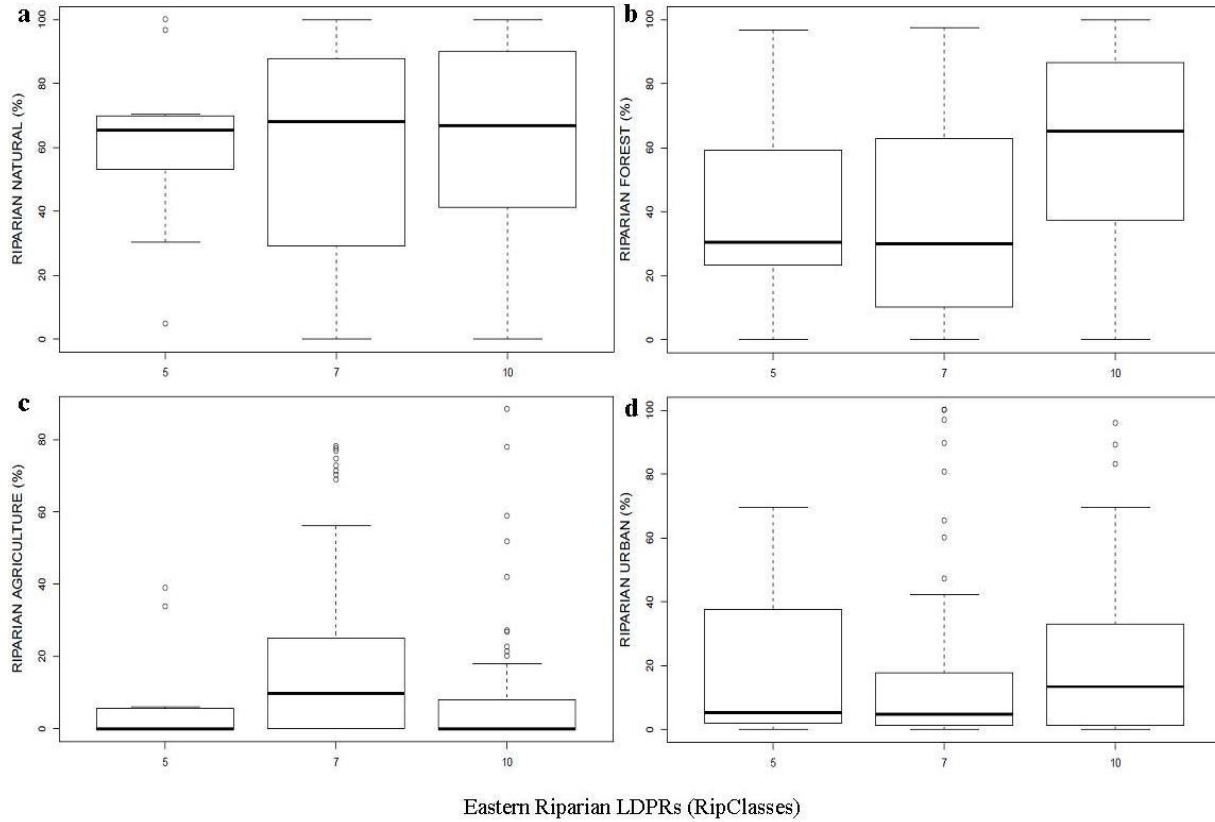 a
RIPARIAN NATURAL (%)
100
80
60
40
20
0
5 7 10
b
RIPARIAN FOREST (%)
100
80
60
40
20
0
5 7 10
c
RIPARIAN AGRICULTURE (%)
80
60
40
20
0
5 7 10
d
RIPARIAN URBAN (%)
100
80
60
40
20
0
5 7 10
Eastern Riparian LDPRs (RipClasses)